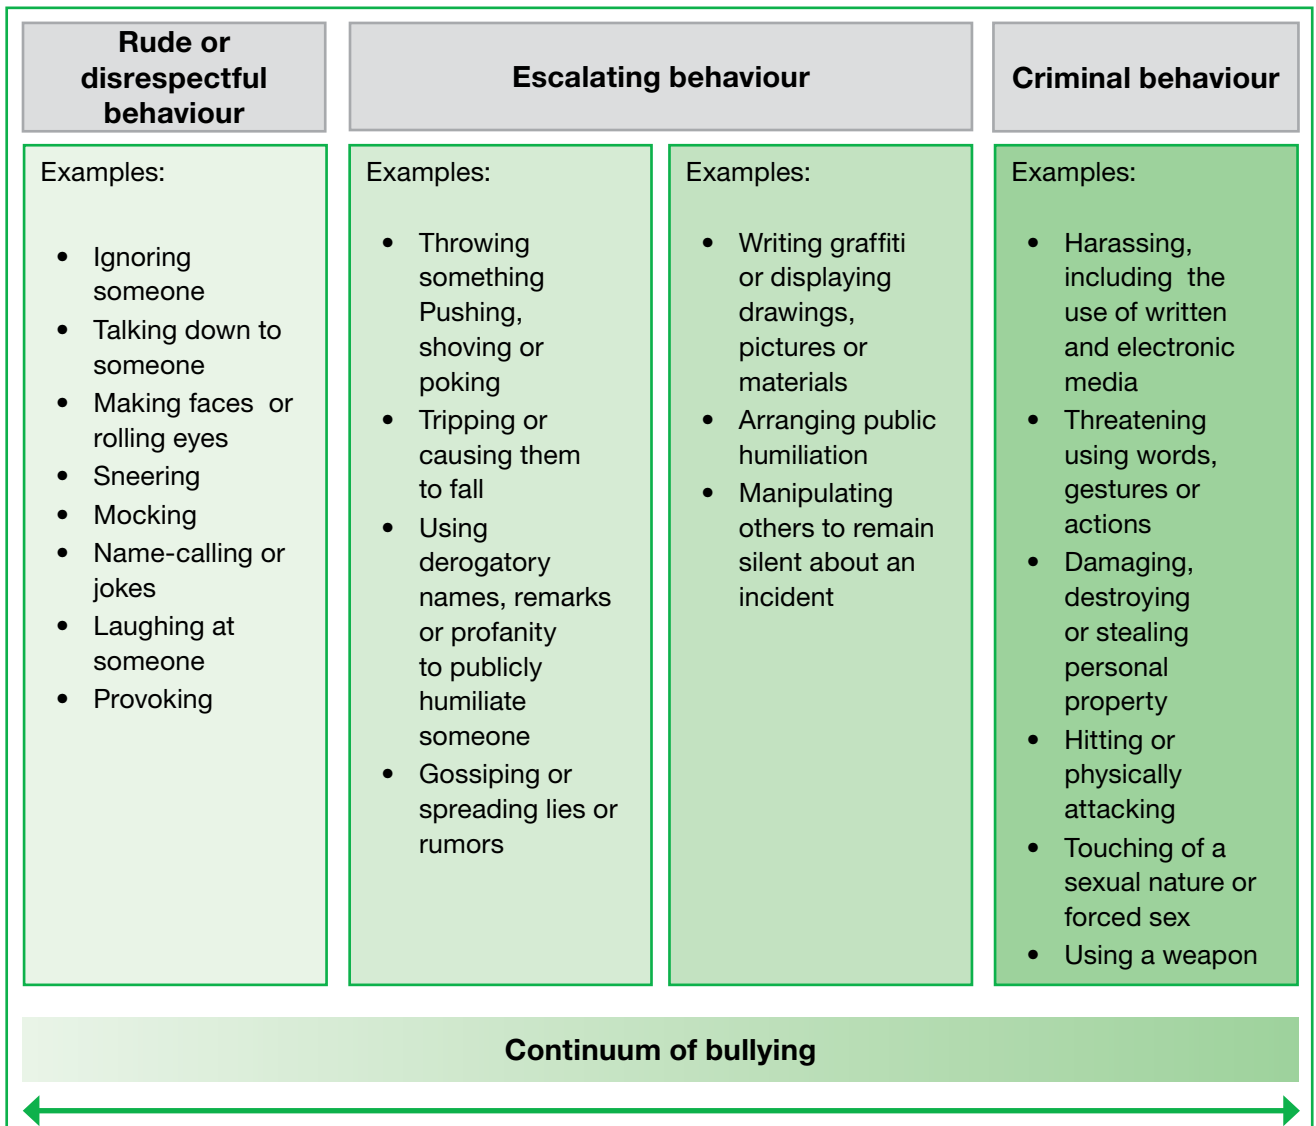 Rude or
disrespectful
behaviour
Escalating behaviour
Criminal behaviour
Examples:
• Ignoring
someone
• Talking down to
someone
• Making faces or
rolling eyes
• Sneering
• Mocking
• Name-calling or
jokes
• Laughing at
someone
• Provoking
Examples:
• Throwing
something
Pushing,
shoving or
poking
• Tripping or
causing them
to fall
• Using
derogatory
names, remarks
or profanity
to publicly
humiliate
someone
• Gossiping or
spreading lies or
rumors
Examples:
• Writing graffiti
or displaying
drawings,
pictures or
materials
• Arranging public
humiliation
• Manipulating
others to remain
silent about an
incident
Examples:
• Harassing,
including the
use of written
and electronic
media
• Threatening
using words,
gestures or
actions
• Damaging,
destroying
or stealing
personal
property
• Hitting or
physically
attacking
• Touching of a
sexual nature or
forced sex
• Using a weapon
Continuum of bullying